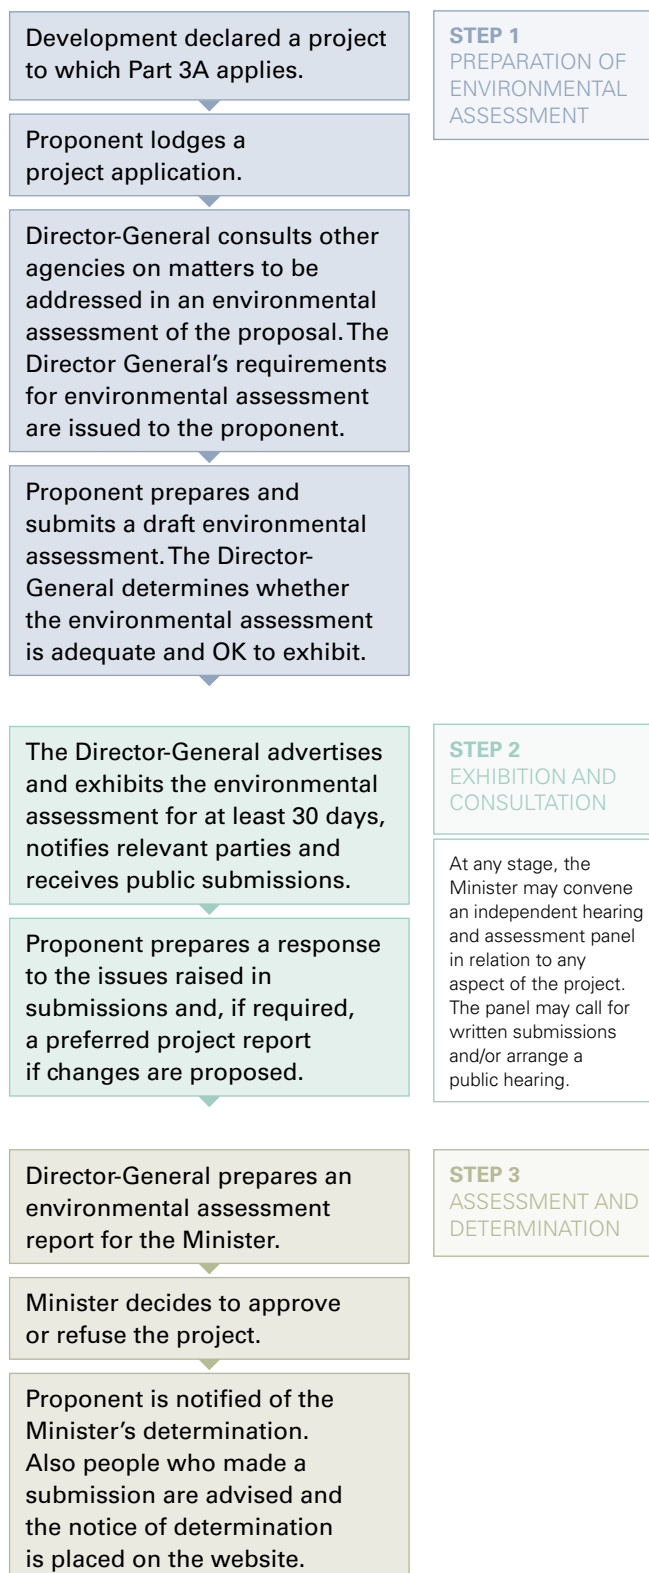 Development declared a project
to which Part 3A applies.
Proponent lodges a
project application.
Director-General consults other
agencies on matters to be
addressed in an environmental
assessment of the proposal. The
Director General's requirements
for environmental assessment
are issued to the proponent.
Proponent prepares and
submits a draft environmental
assessment. The Director-
General determines whether
the environmental assessment
is adequate and OK to exhibit.
STEP 1
PREPARATION OF
ENVIRONMENTAL
ASSESSMENT
The Director-General advertises
and exhibits the environmental
assessment for at least 30 days,
notifies relevant parties and
receives public submissions.
Proponent prepares a response
to the issues raised in
submissions and, if required,
a preferred project report
if changes are proposed.
STEP 2
EXHIBITION AND
CONSULTATION
At any stage, the
Minister may convene
an independent hearing
and assessment panel
in relation to any
aspect of the project.
The panel may call for
written submissions
and/or arrange a
public hearing.
Director-General prepares an
environmental assessment
report for the Minister.
Minister decides to approve
or refuse the project.
Proponent is notified of the
Minister's determination.
Also people who made a
submission are advised and
the notice of determination
is placed on the website.
STEP 3
ASSESSMENT AND
DETERMINATION